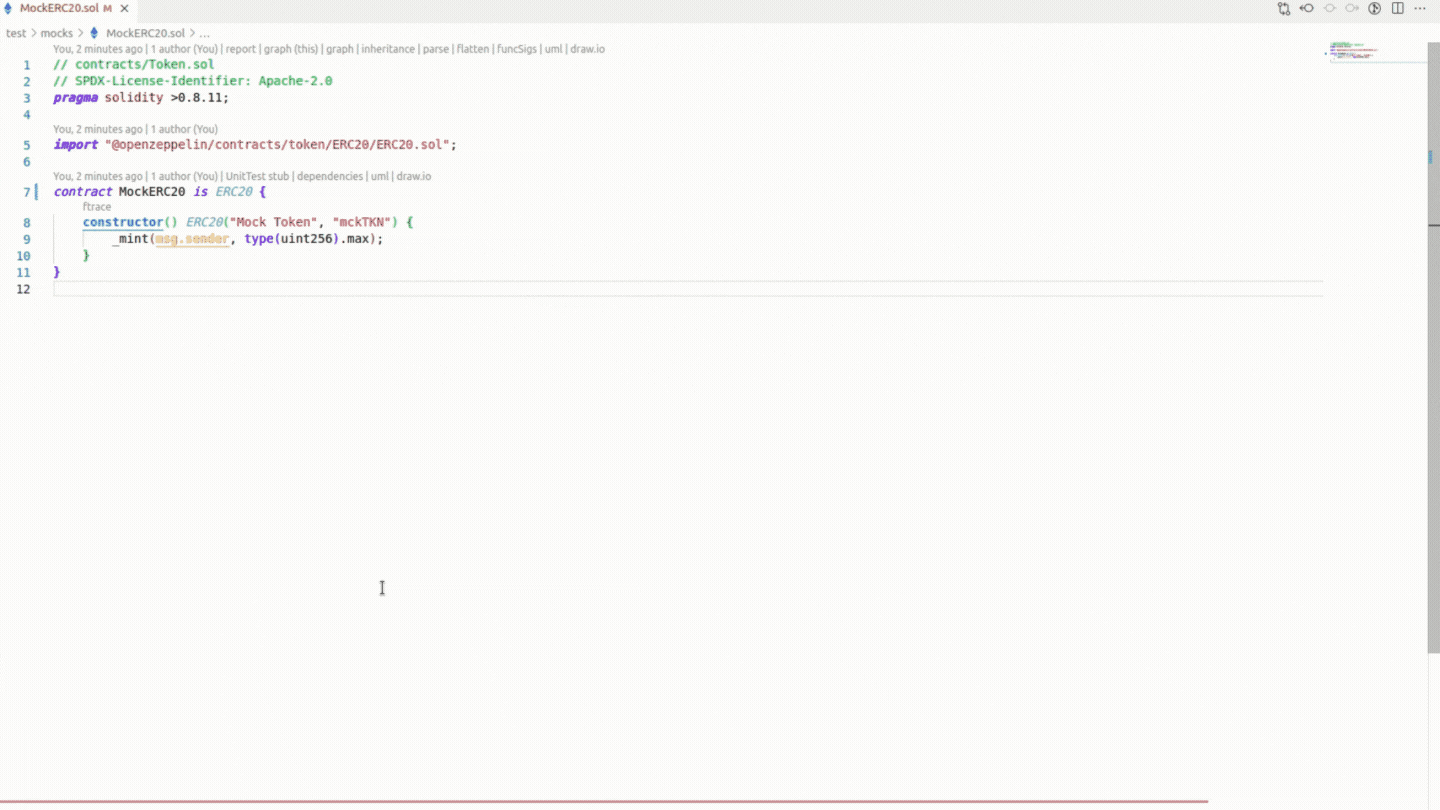 MockERC20.sol M
test > mocks > MockERC20.sol > ...
You, 2 minutes ago | 1 author (You) | report | graph (this) | graph | inheritance | parse | flatten | funcSigs | uml | draw.io
1 // contracts/Token.sol
2 // SPDX-License-Identifier: Apache-2.0
3 pragma solidity >0.8.11;
4
You, 2 minutes ago | 1 author (You)
5 import "@openzeppelin/contracts/token/ERC20/ERC20.sol";
6
You, 2 minutes ago | 1 author (You) | UnitTest stub | dependencies | uml | draw.io
7 contract MockERC20 is ERC20 {
ftrace
8 constructor() ERC20("Mock Token", "mckTKN") {
9 _mint(msg.sender, type(uint256).max);
10 }
11 }
12